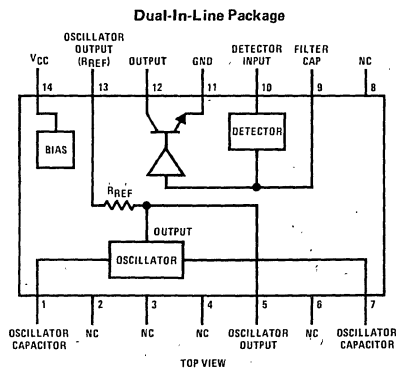 Dual-In-Line Package
OSCILLATOR
OUTPUT
(RREF)
DETECTOR
INPUT
FILTER
CAP
VCC
OUTPUT
GND
NC
14 13 12 11 10 9 8
BIAS
DETECTOR
RREF
OUTPUT
OSCILLATOR
1 2 3 4 5 6 7
OSCILLATOR
CAPACITOR
NC
NC
NC
OSCILLATOR
OUTPUT
NC
OSCILLATOR
CAPACITOR
TOP VIEW